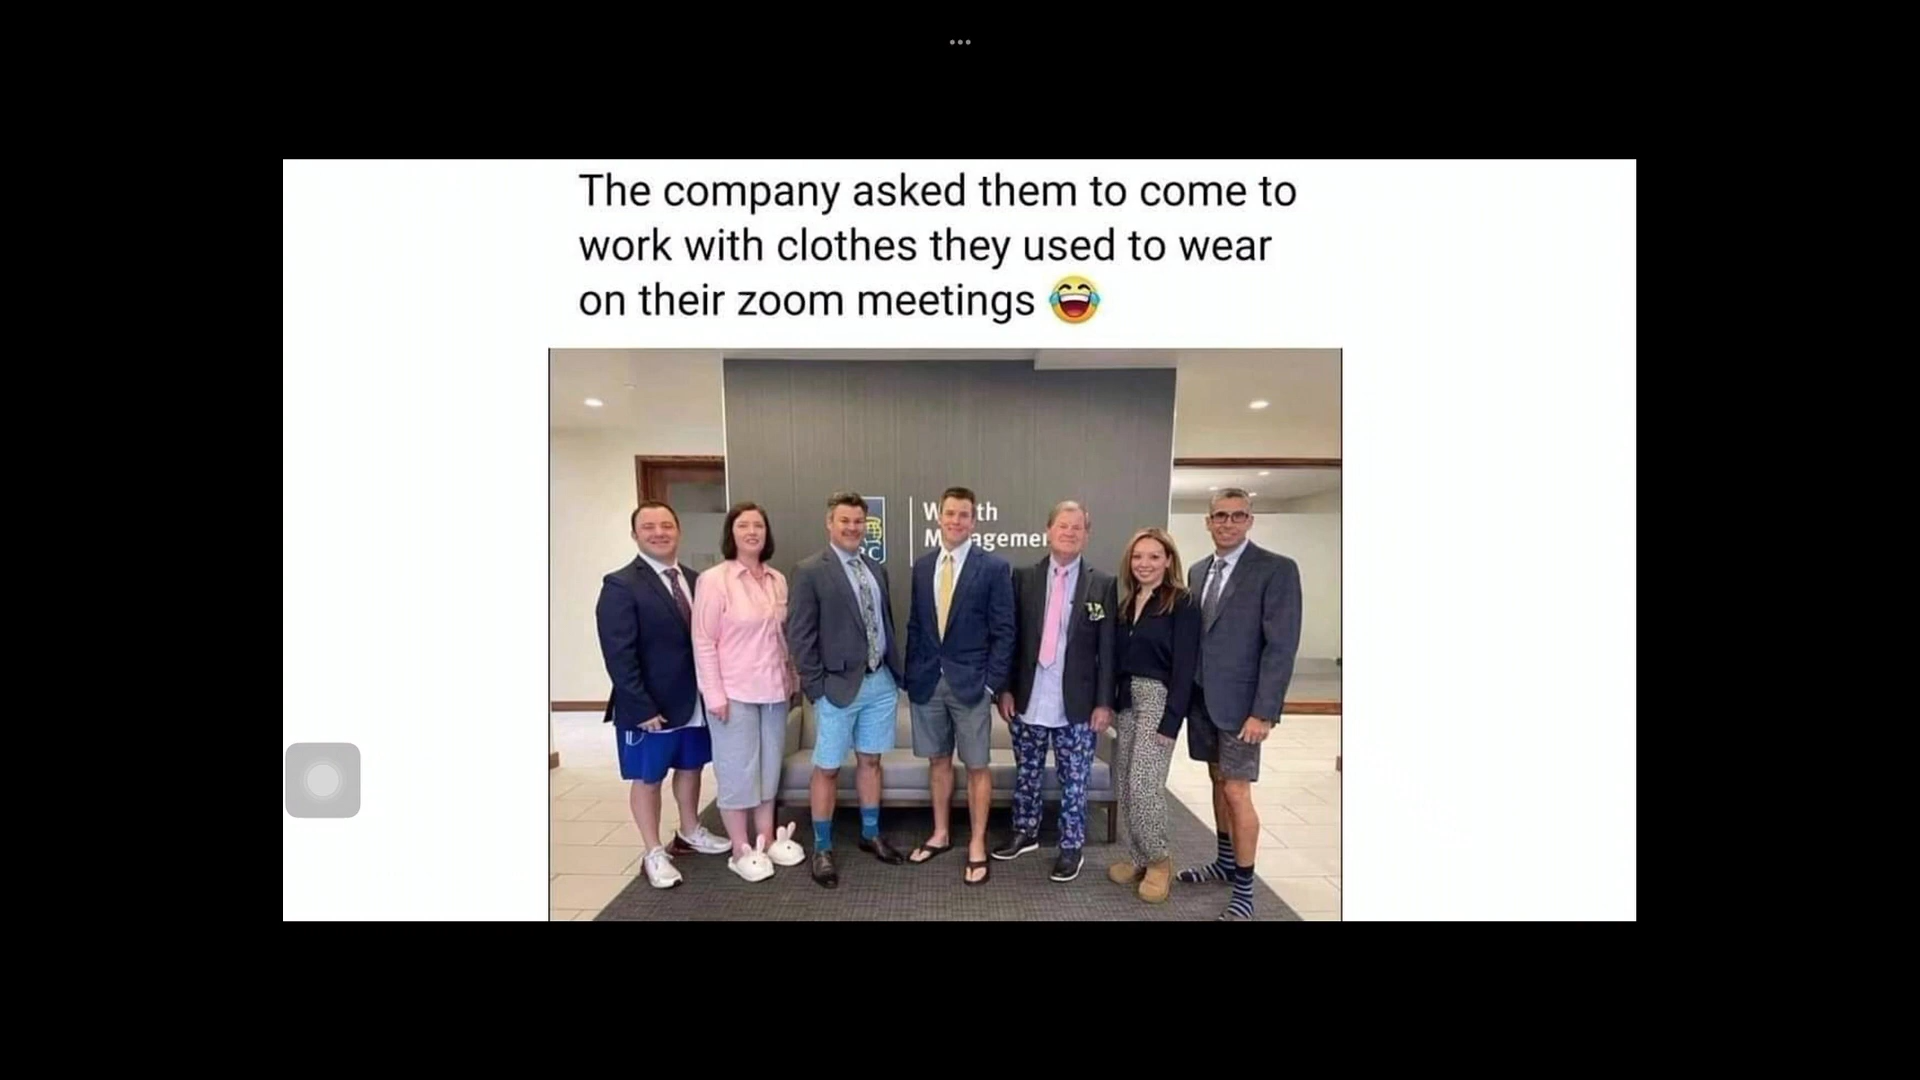 The company asked them to come to
work with clothes they used to wear
on their zoom meetings 😂